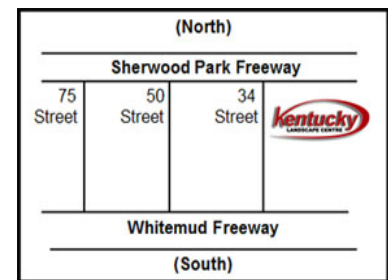 (North)
Sherwood Park Freeway
75 Street
50 Street
34 Street
Kentucky
LANDSCAPE CENTRE
Whitemud Freeway
(South)